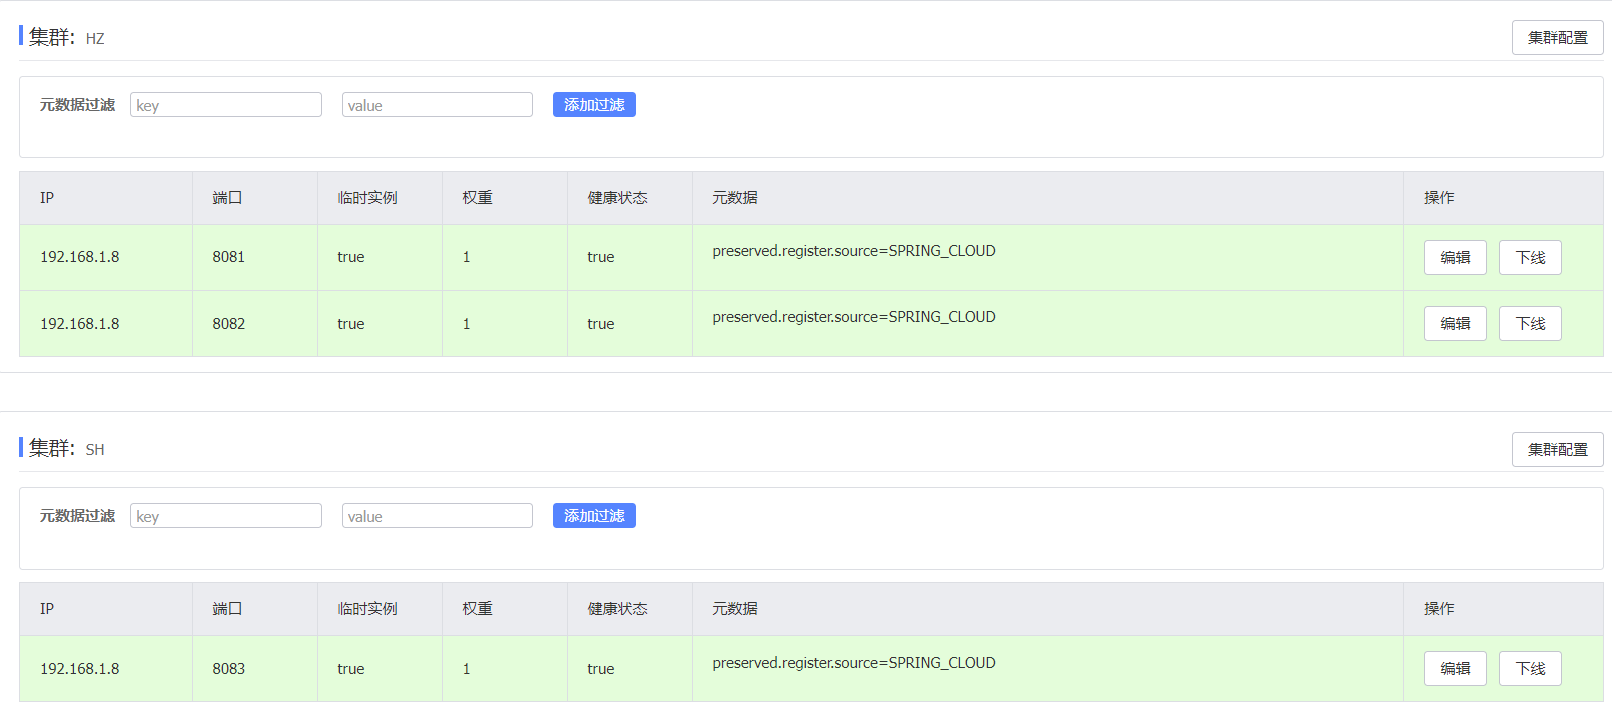 集群: HZ 集群配置
元数据过滤 key value 添加过滤
IP 端口 临时实例 权重 健康状态 元数据 操作
192.168.1.8 8081 true 1 true preserved.register.source=SPRING_CLOUD 编辑 下线
192.168.1.8 8082 true 1 true preserved.register.source=SPRING_CLOUD 编辑 下线
集群: SH 集群配置
元数据过滤 key value 添加过滤
IP 端口 临时实例 权重 健康状态 元数据 操作
192.168.1.8 8083 true 1 true preserved.register.source=SPRING_CLOUD 编辑 下线